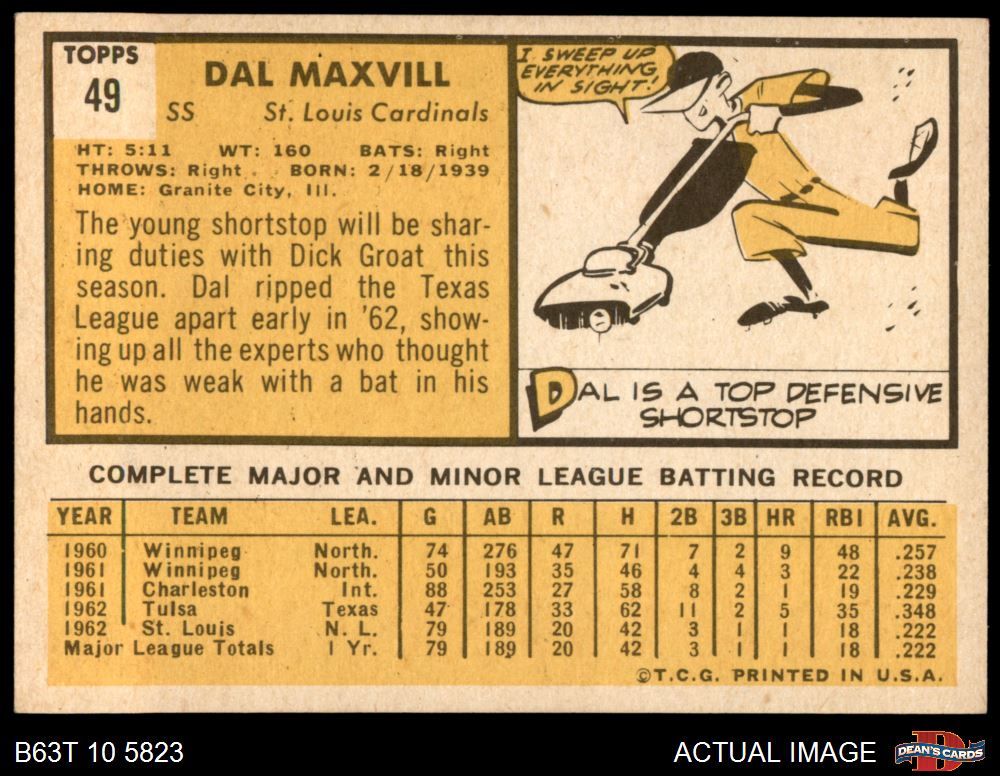 TOPPS
49
DAL MAXVILL
SS St. Louis Cardinals
HT: 5:11 WT: 160 BATS: Right
THROWS: Right BORN: 2/18/1939
HOME: Granite City, Ill.
The young shortstop will be shar-
ing duties with Dick Groat this
season. Dal ripped the Texas
League apart early in '62, show-
ing up all the experts who thought
he was weak with a bat in his
hands.
I SWEEP UP
EVERYTHING
IN SIGHT!
DAL IS A TOP DEFENSIVE
SHORTSTOP
COMPLETE MAJOR AND MINOR LEAGUE BATTING RECORD
YEAR TEAM LEA. G AB R H 2B 3B HR RBI AVG.
1960 Winnipeg North. 74 276 47 71 7 2 9 48 .257
1961 Winnipeg North. 50 193 35 46 4 4 3 22 .238
1961 Charleston Int. 88 253 27 58 8 2 1 19 .229
1962 Tulsa Texas 47 178 33 62 11 2 5 35 .348
1962 St. Louis N. L. 79 189 20 42 3 1 1 18 .222
Major League Totals 1 Yr. 79 189 20 42 3 1 1 18 .222
©T.C.G. PRINTED IN U.S.A.
B63T 10 5823 ACTUAL IMAGE DEAN'S CARDS